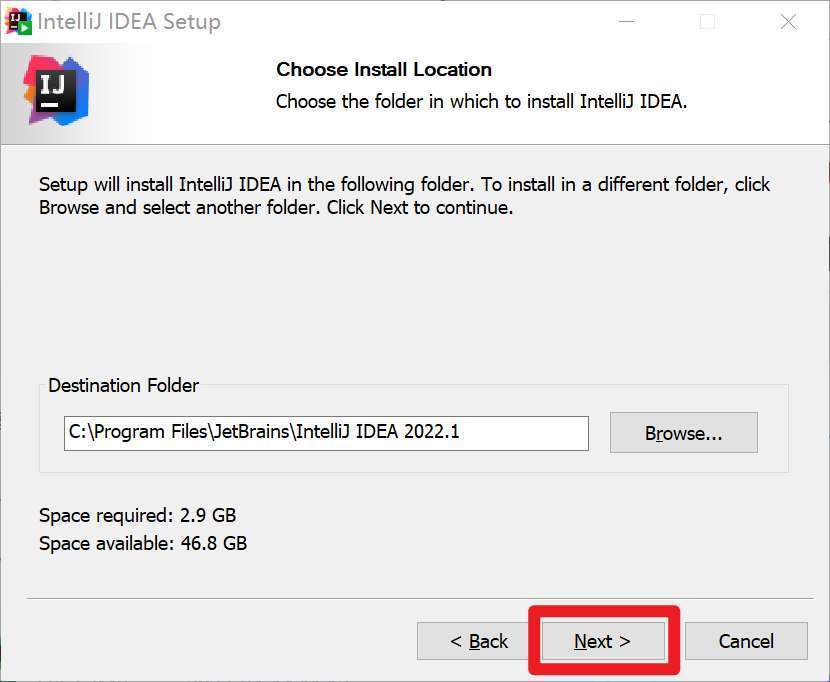 IntelliJ IDEA Setup
IJ
Choose Install Location
Choose the folder in which to install IntelliJ IDEA.
Setup will install IntelliJ IDEA in the following folder. To install in a different folder, click
Browse and select another folder. Click Next to continue.
Destination Folder
C:\Program Files\JetBrains\IntelliJ IDEA 2022.1
Browse...
Space required: 2.9 GB
Space available: 46.8 GB
< Back
Next >
Cancel